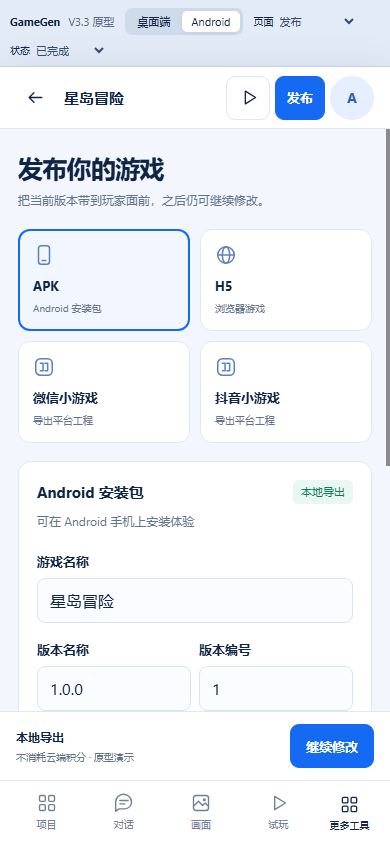 GameGen V3.3 原型 桌面端 Android 页面 发布
状态 已完成
星岛冒险 发布 A
发布你的游戏
把当前版本带到玩家面前，之后仍可继续修改。
APK
Android 安装包
H5
浏览器游戏
微信小游戏
导出平台工程
抖音小游戏
导出平台工程
Android 安装包 本地导出
可在 Android 手机上安装体验
游戏名称
星岛冒险
版本名称 版本编号
1.0.0 1
本地导出
不消耗云端积分 · 原型演示
继续修改
项目 对话 画面 试玩 更多工具